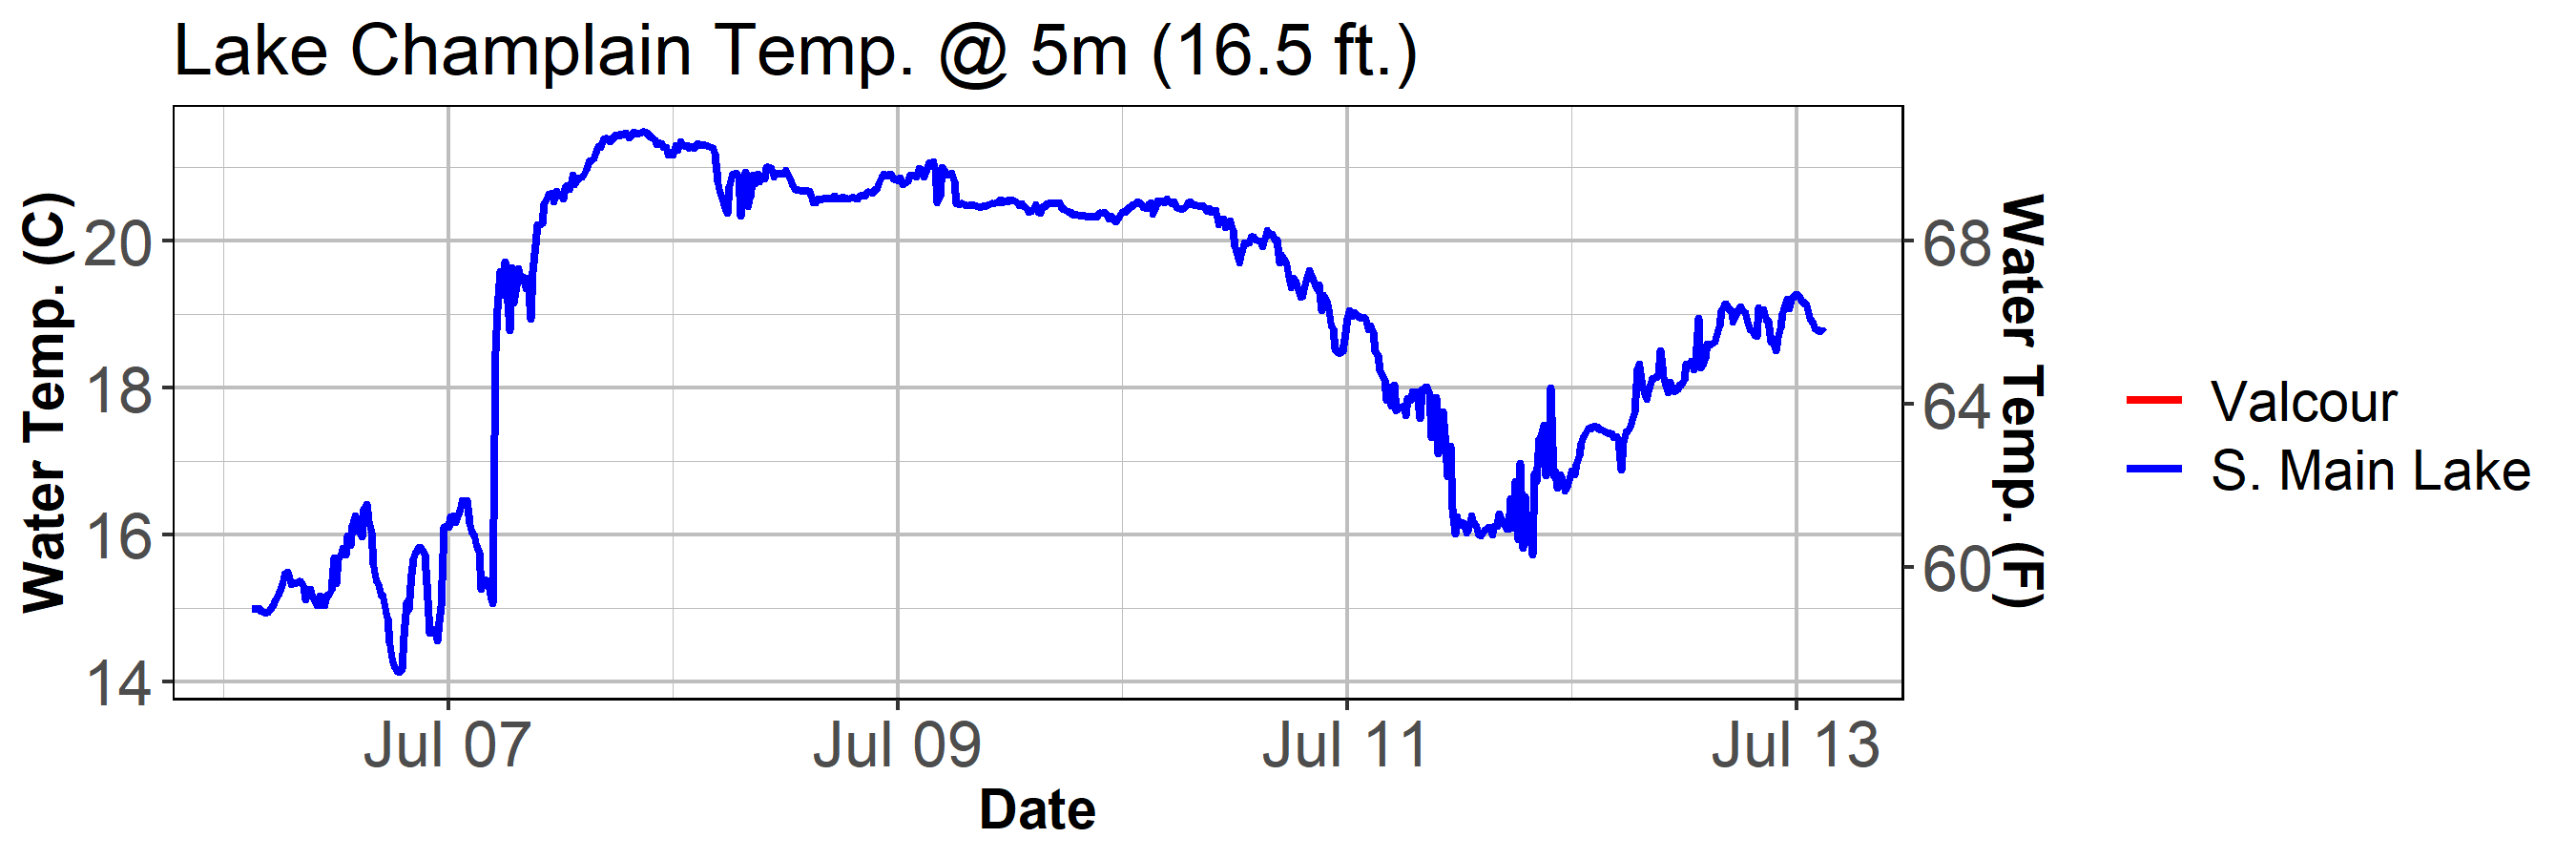 Lake Champlain Temp. @ 5m (16.5 ft.)
Water Temp. (C)
20
18
16
14
68
64
60
Water Temp. (F)
Jul 07
Jul 09
Jul 11
Jul 13
Date
Valcour
S. Main Lake